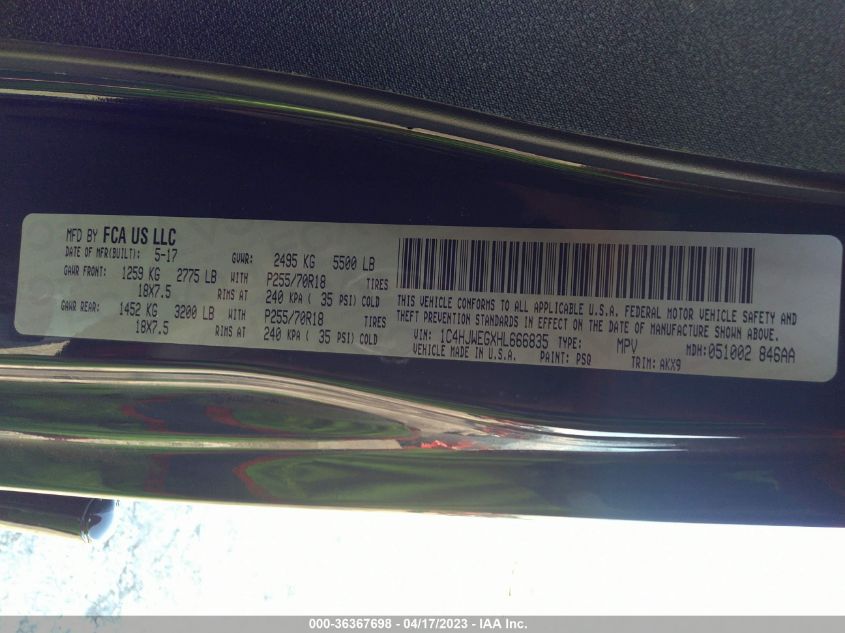 MFD BY FCA US LLC
DATE OF MFR(BUILT): 5-17 GVWR: 2495 KG 5500 LB
GAWR FRONT: 1259 KG 2775 LB WITH P255/70R18 TIRES
18X7.5 RIMS AT 240 KPA ( 35 PSI) COLD
GAWR REAR: 1452 KG 3200 LB WITH P255/70R18 TIRES
18X7.5 RIMS AT 240 KPA ( 35 PSI) COLD
THIS VEHICLE CONFORMS TO ALL APPLICABLE U.S.A. FEDERAL MOTOR VEHICLE SAFETY AND
THEFT PREVENTION STANDARDS IN EFFECT ON THE DATE OF MANUFACTURE SHOWN ABOVE.
VIN: 1C4HJWEGXHL666835 TYPE: MPV MDH: 051002 846AA
VEHICLE MADE IN U.S.A. PAINT: PSQ TRIM: AKX9
000-36367698 - 04/17/2023 - IAA Inc.